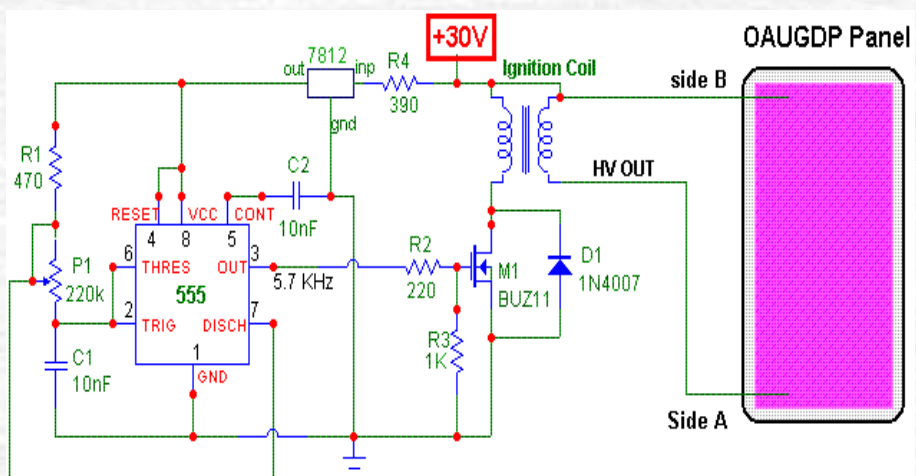 +30V
OAUGDP Panel
7812
out
inp
R4
390
gnd
Ignition Coil
side B
R1
470
C2
10nF
HV OUT
RESET
VCC
CONT
4
8
5
6
THRES
OUT
3
R2
220
5.7 KHz
M1
BUZ11
D1
1N4007
P1
220k
555
2
TRIG
DISCH
7
R3
1K
C1
10nF
1
GND
Side A